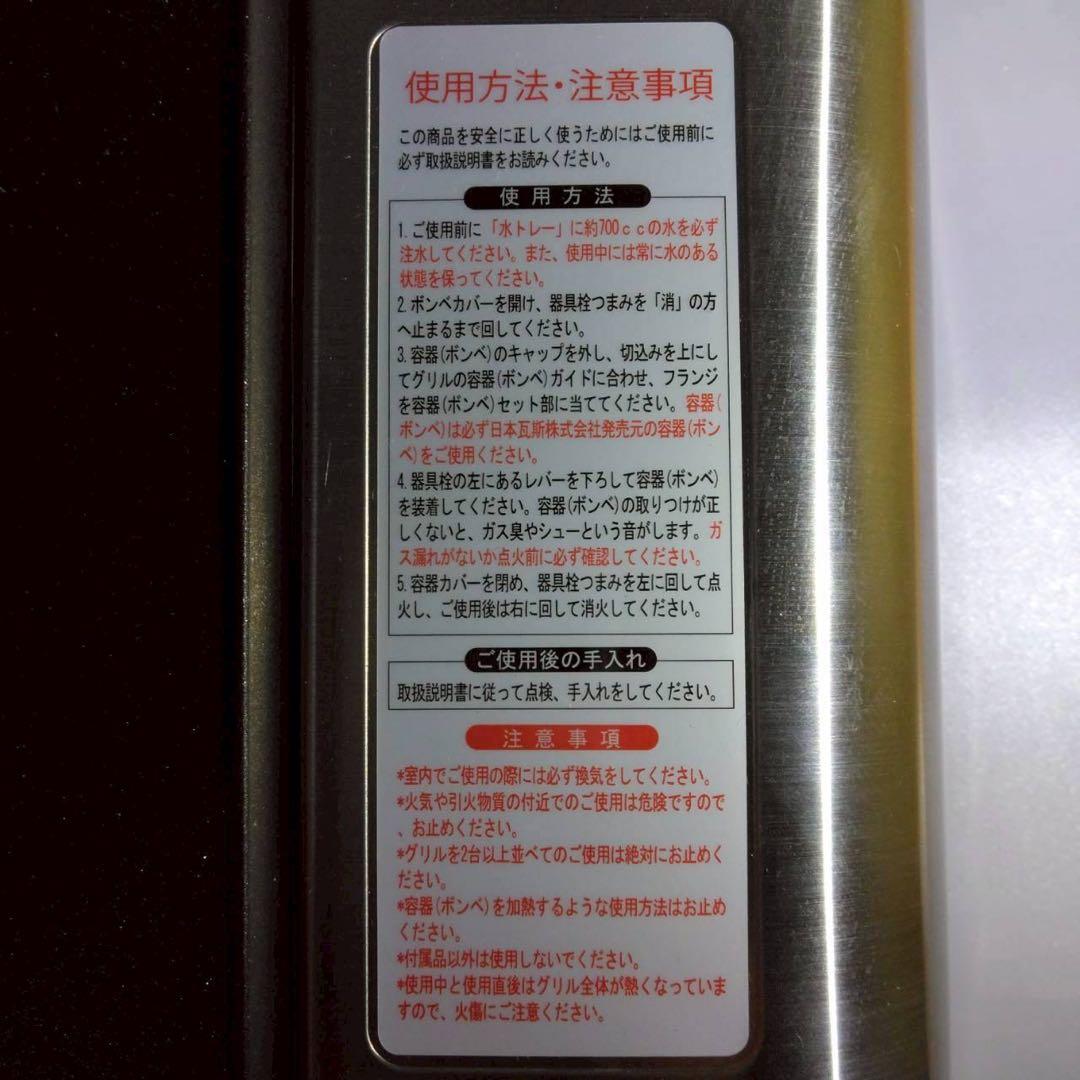 使用方法・注意事項
この商品を安全に正しく使うためにはご使用前に
必ず取扱説明書をお読みください。
使用方法
1.ご使用前に「水トレー」に約700ccの水を必ず
注水してください。また、使用中には常に水のある
状態を保ってください。
2.ボンベカバーを開け、器具栓つまみを「消」の方
へ止まるまで回してください。
3.容器(ボンベ)のキャップを外し、切込みを上にし
てグリルの容器(ボンベ)ガイドに合わせ、フランジ
を容器(ボンベ)セット部に当ててください。容器(
ボンベ)は必ず日本瓦斯株式会社発売元の容器(ボン
ベ)をご使用ください。
4.器具栓の左にあるレバーを下ろして容器(ボンベ)
を装着してください。容器(ボンベ)の取りつけが正
しくないと、ガス臭やシューという音がします。ガ
ス漏れがないか点火前に必ず確認してください。
5.容器カバーを閉め、器具栓つまみを左に回して点
火し、ご使用後は右に回して消火してください。
ご使用後の手入れ
取扱説明書に従って点検、手入れをしてください。
注意事項
*室内でご使用の際には必ず換気をしてください。
*火気や引火物質の付近でのご使用は危険ですので
、お止めください。
*グリルを2台以上並べてのご使用は絶対にお止めく
ださい。
*容器(ボンベ)を加熱するような使用方法はお止め
ください。
*付属品以外は使用しないでください。
*使用中と使用直後はグリル全体が熱くなっていま
すので、火傷にご注意ください。